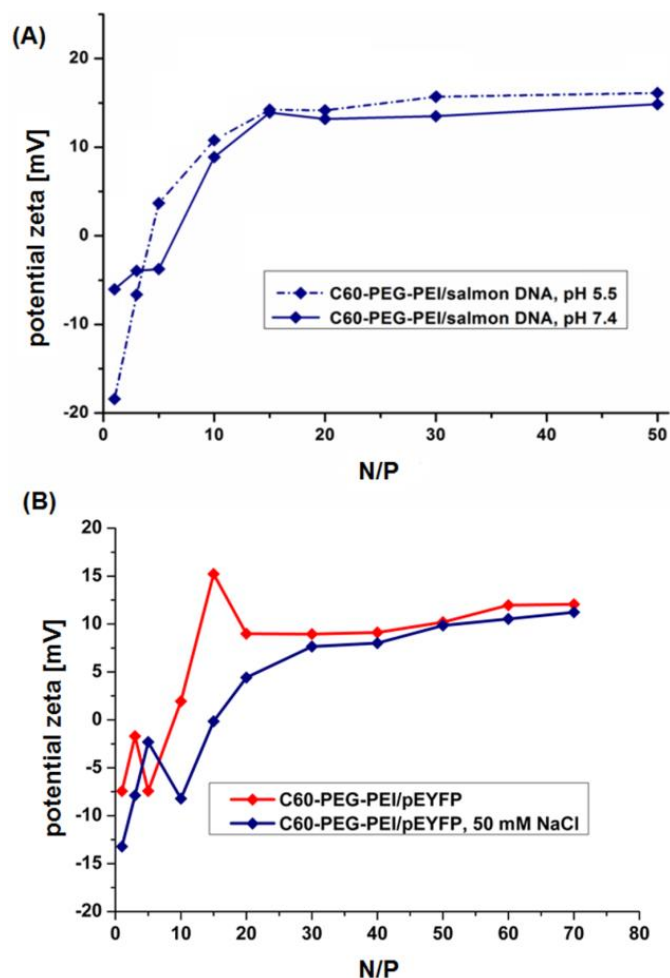 (A)
20
10
0
-10
-20
potential zeta [mV]
C60-PEG-PEI/salmon DNA, pH 5.5
C60-PEG-PEI/salmon DNA, pH 7.4
0 10 20 30 40 50
N/P
(B)
20
15
10
5
0
-5
-10
-15
-20
potential zeta [mV]
C60-PEG-PEI/pEYFP
C60-PEG-PEI/pEYFP, 50 mM NaCl
0 10 20 30 40 50 60 70 80
N/P